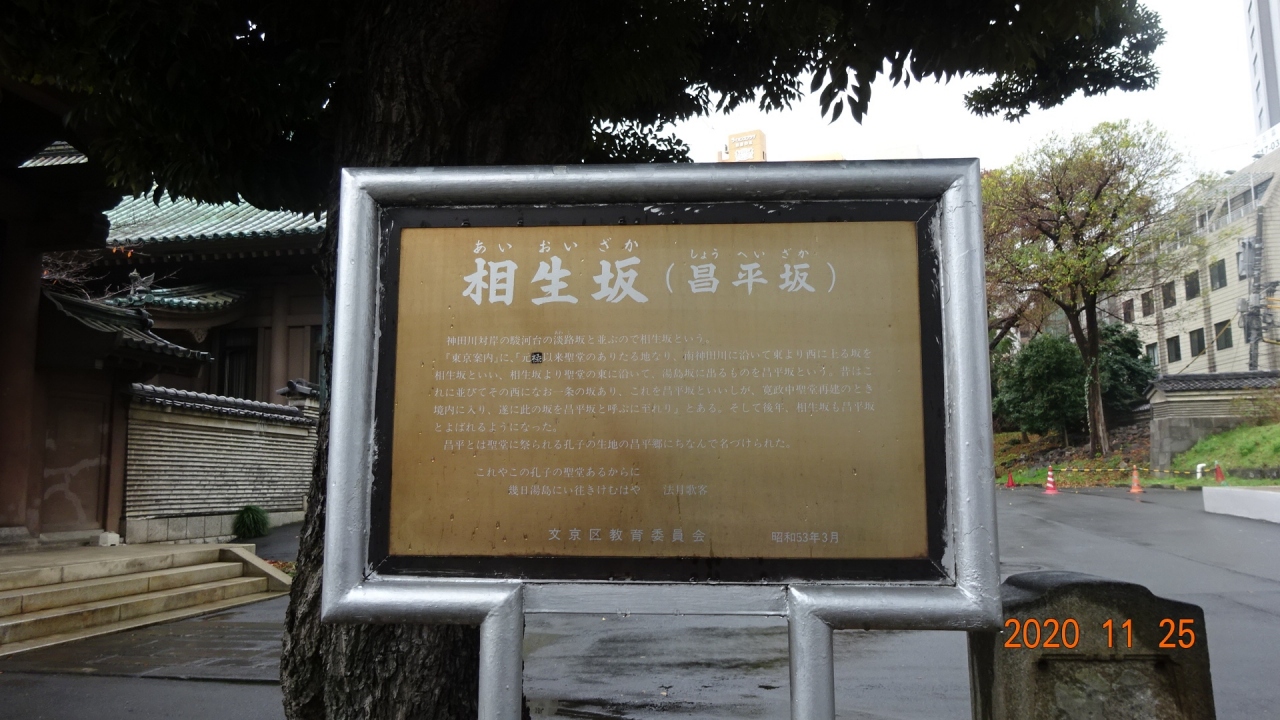 あいおいざか しょうへいざか
相生坂(昌平坂)
神田川対岸の駿河台の淡路坂と並ぶので相生坂という。
『東京案内』に、「元禄以来聖堂のありたる地なり、南神田川に沿いて東より西に上る坂を
相生坂といい、相生坂より聖堂の東に沿いて、湯島坂に出るものを昌平坂という。昔はこ
れに並びてその西になお一条の坂あり、これを昌平坂といいしが、寛政中聖堂再建のとき
境内に入り、遂に此の坂を昌平坂と呼ぶに至れり」とある。そして後年、相生坂も昌平坂
とよばれるようになった。
昌平とは聖堂に祭られる孔子の生地の昌平郷にちなんで名づけられた。
これやこの孔子の聖堂あるからに
幾日湯島にい往きけむはや 法月歌客
文京区教育委員会 昭和53年3月
2020 11 25